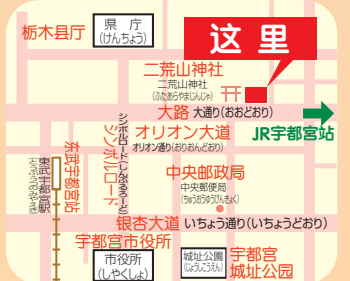 栃木县厅
県 庁
(けんちょう)
这 里
二荒山神社
二荒山神社
(ふたあらやまじんじゃ)
大路 大通り(おおどおり)
JR宇都宮站
シンボルロード(しんぼるろーど)
シンボルロード
オリオン大道
オリオン通り(おりおんどおり)
东武宇都宮站
東武宇都宮駅
とうぶうつのみやえき
中央邮政局
中央郵便局
(ちゅうおうゆうびんきょく)
银杏大道 いちょう通り(いちょうどおり)
宇都宫市役所
市役所
(しやくしょ)
城址公園
(じょうしこうえん)
宇都宫
城址公园